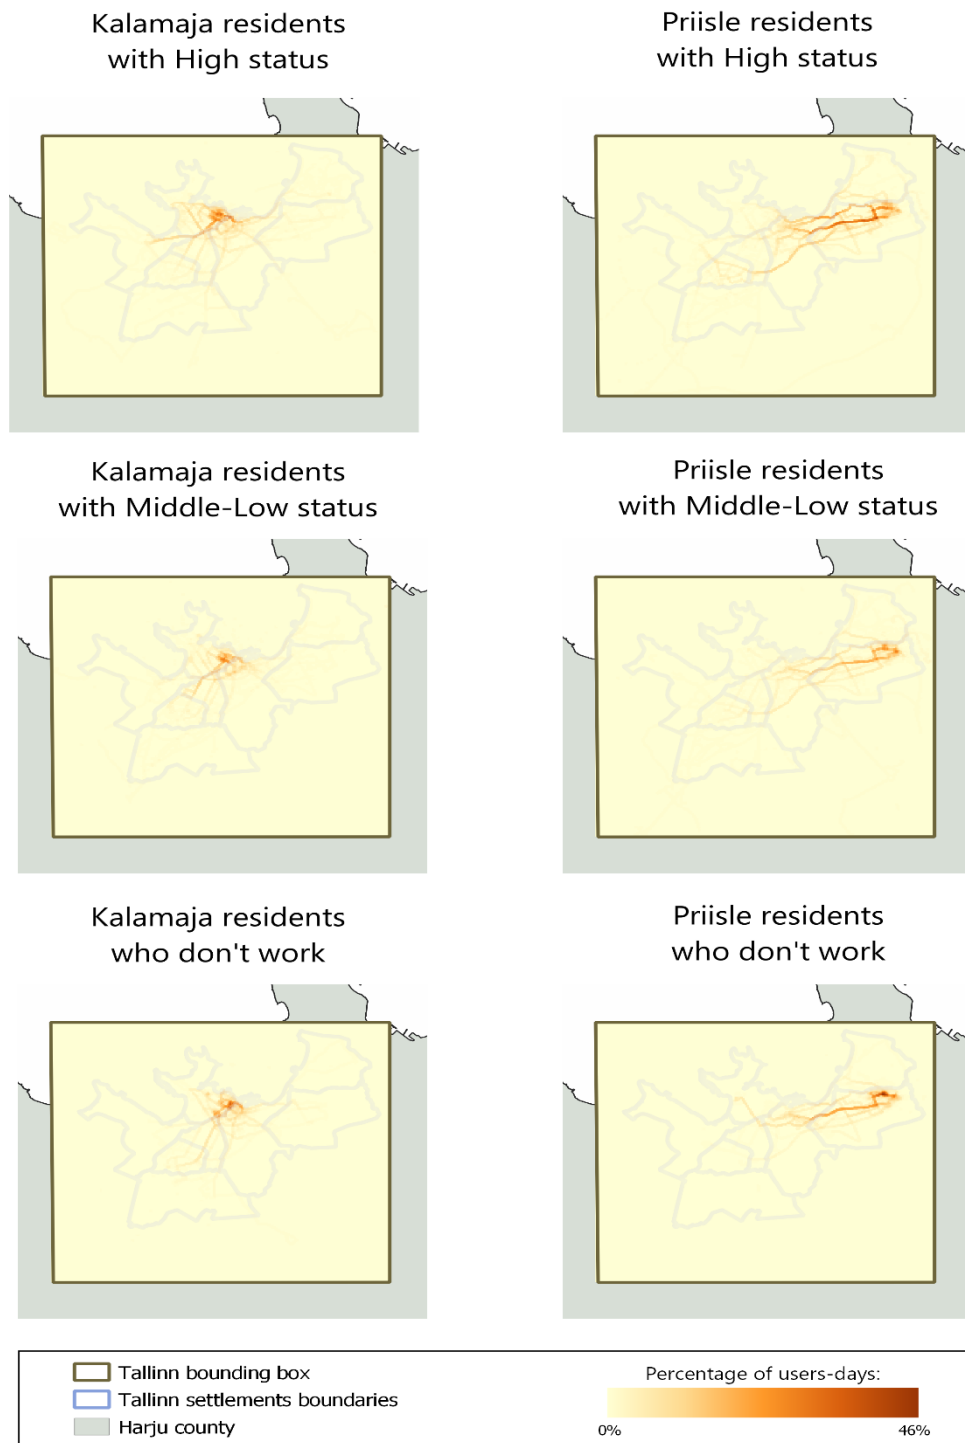 Kalamaja residents
with High status
Priisle residents
with High status
Kalamaja residents
with Middle-Low status
Priisle residents
with Middle-Low status
Kalamaja residents
who don't work
Priisle residents
who don't work
Tallinn bounding box
Tallinn settlements boundaries
Harju county
Percentage of users-days:
0%
46%